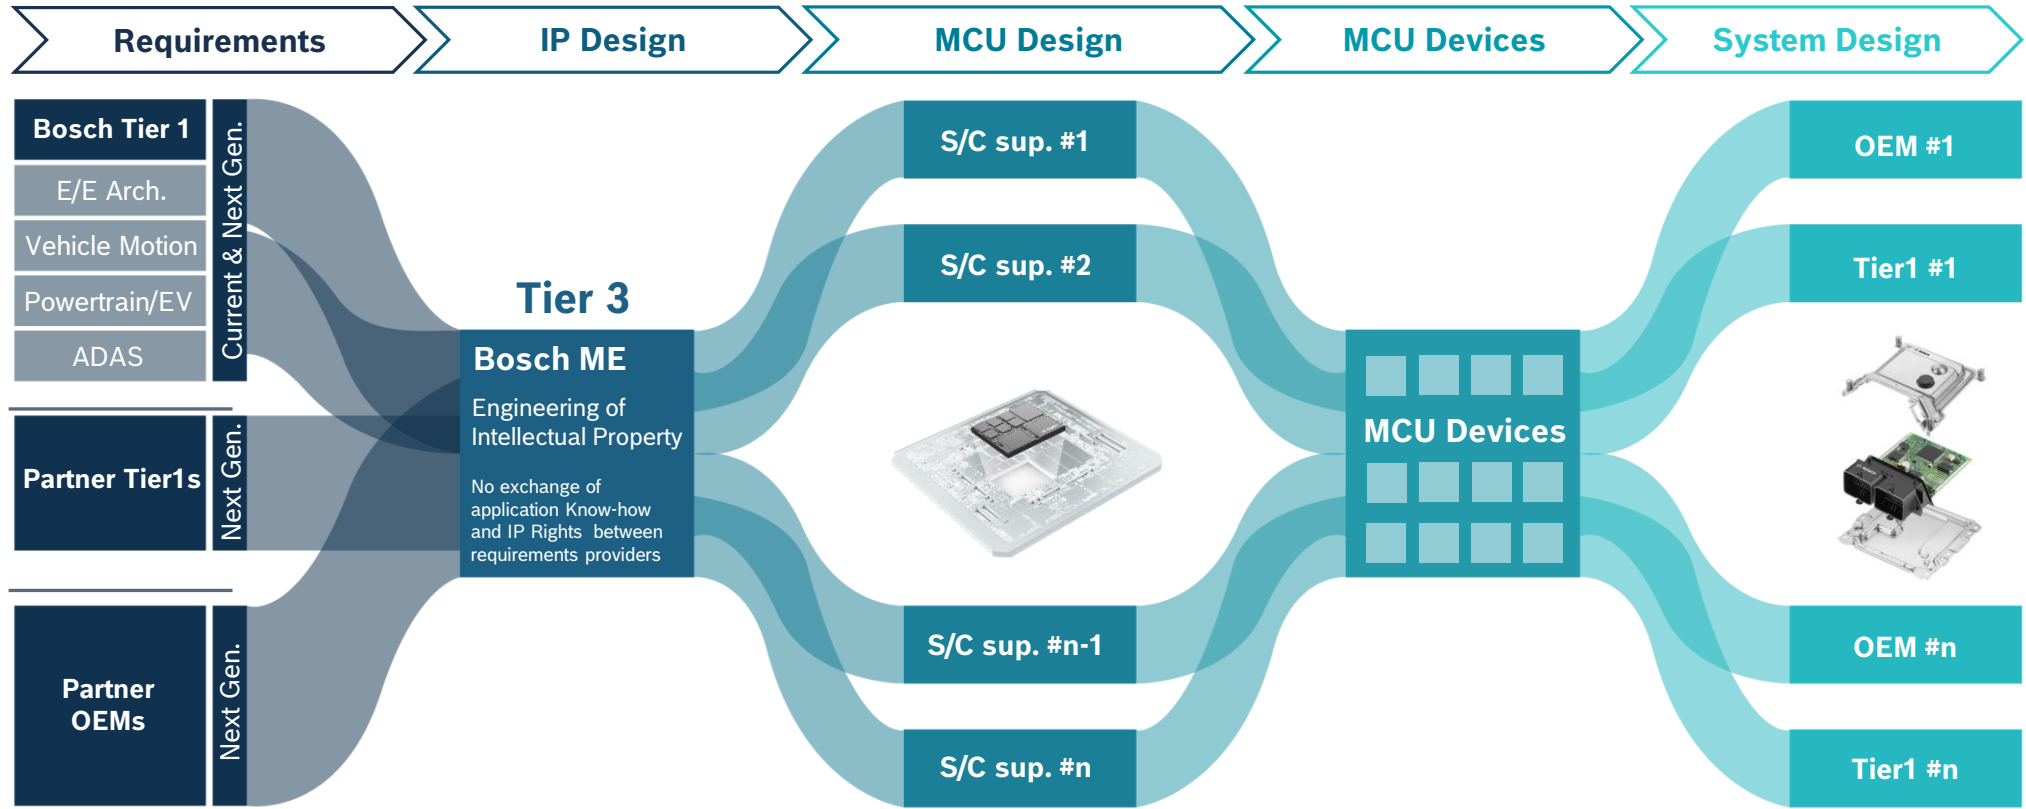 Requirements
IP Design
MCU Design
MCU Devices
System Design
Bosch Tier 1
E/E Arch.
Vehicle Motion
Powertrain/EV
ADAS
Current & Next Gen.
Partner Tier1s
Next Gen.
Partner
OEMs
Next Gen.
Tier 3
Bosch ME
Engineering of
Intellectual Property
No exchange of
application Know-how
and IP Rights between
requirements providers
S/C sup. #1
S/C sup. #2
S/C sup. #n-1
S/C sup. #n
MCU Devices
OEM #1
Tier1 #1
OEM #n
Tier1 #n